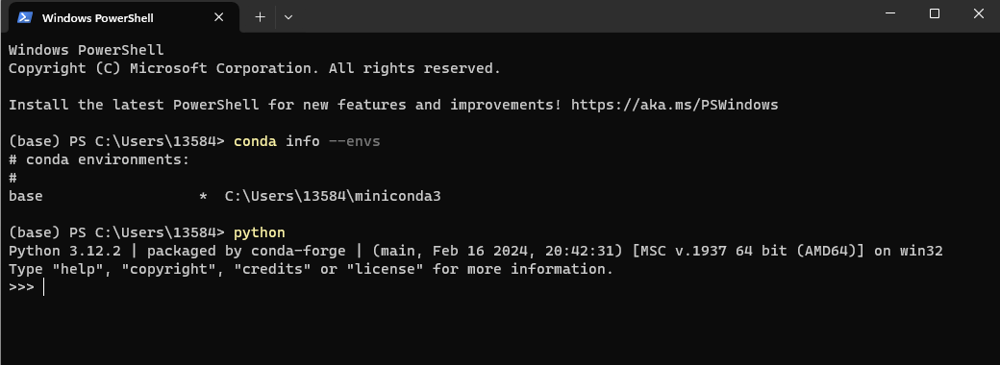 Windows PowerShell
Windows PowerShell
Copyright (C) Microsoft Corporation. All rights reserved.
Install the latest PowerShell for new features and improvements! https://aka.ms/PSWindows
(base) PS C:\Users\13584> conda info --envs
# conda environments:
#
base                  *  C:\Users\13584\miniconda3
(base) PS C:\Users\13584> python
Python 3.12.2 | packaged by conda-forge | (main, Feb 16 2024, 20:42:31) [MSC v.1937 64 bit (AMD64)] on win32
Type "help", "copyright", "credits" or "license" for more information.
>>>